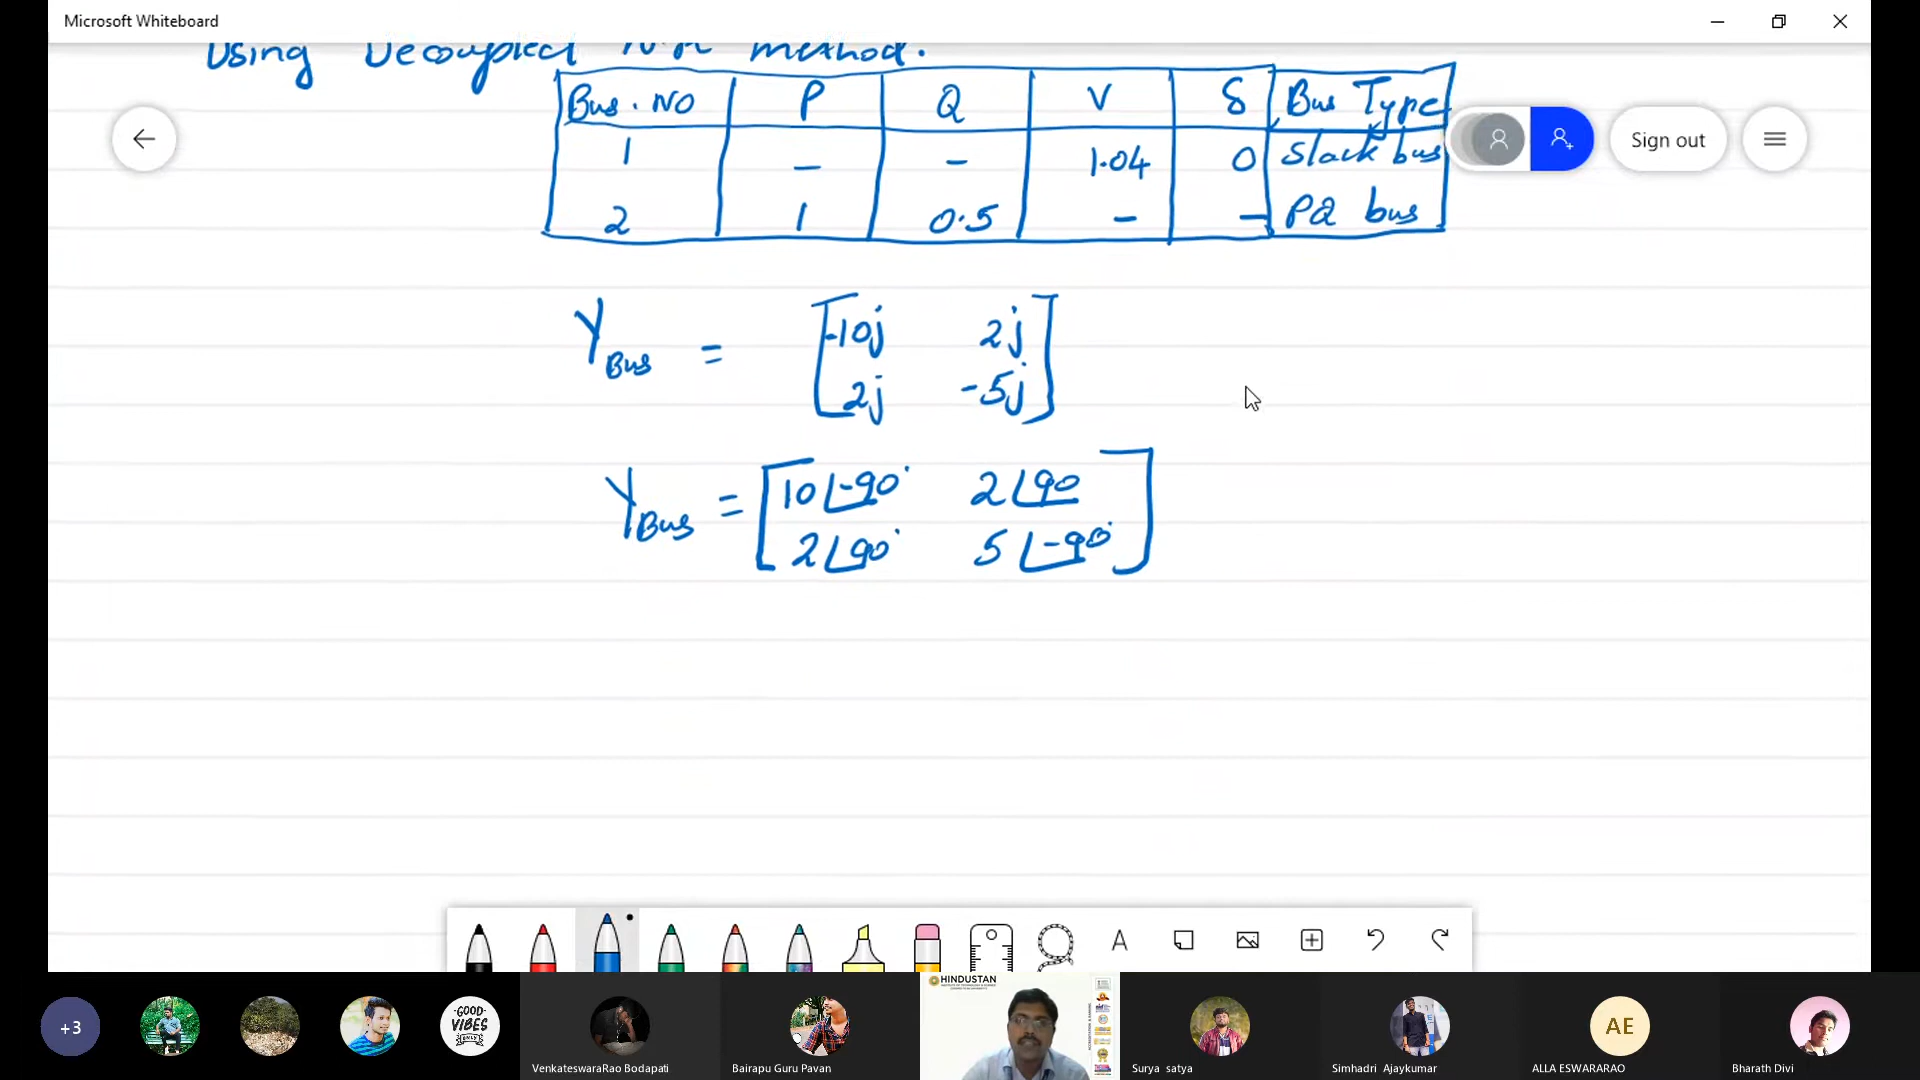 Microsoft Whiteboard
Using Decoupled N.R method.
Bus. No P Q V δ Bus Type
1 - - 1.04 0 Slack bus
2 1 0.5 - - PQ bus
Sign out
Y Bus = [-10j 2j
2j -5j]
Y Bus = [10∠-90° 2∠90
2∠90° 5∠-90°]
A
+3
GOOD
VIBES
ONLY
HINDUSTAN
AE
VenkateswaraRao Bodapati
Bairapu Guru Pavan
Surya satya
Simhadri Ajaykumar
ALLA ESWARARAO
Bharath Divi